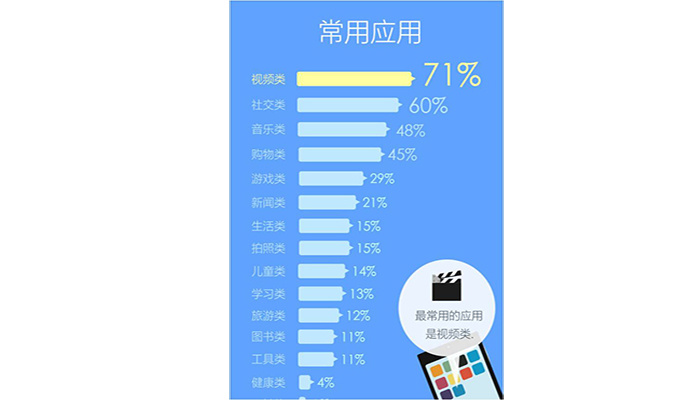 常用应用
视频类 71%
社交类 60%
音乐类 48%
购物类 45%
游戏类 29%
新闻类 21%
生活类 15%
拍照类 15%
儿童类 14%
学习类 13%
旅游类 12%
图书类 11%
工具类 11%
健康类 4%
最常用的应用
是视频类.